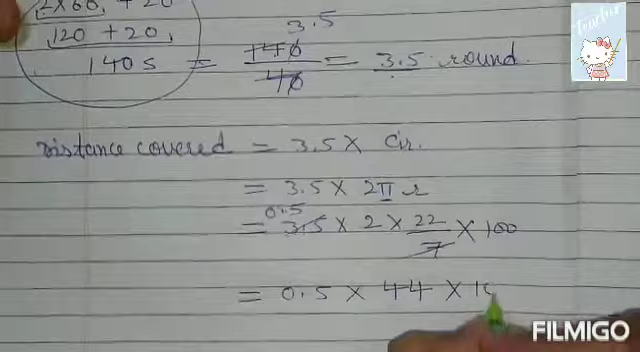 2×60, +20
120 + 20,
140 s = 140/40 = 3.5 round
3.5
Distance covered = 3.5 × Cir.
= 3.5 × 2π r
0.5
= 3.5 × 2 × 22/7 × 100
= 0.5 × 44 × 10
FILMIGO